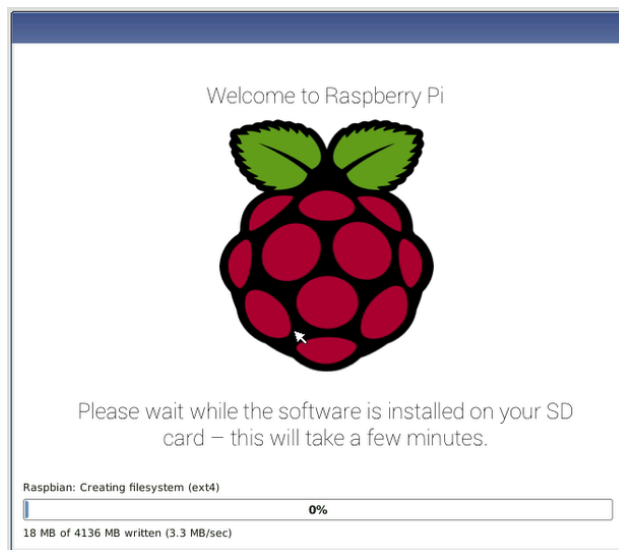 Welcome to Raspberry Pi
Please wait while the software is installed on your SD
card – this will take a few minutes.
Raspbian: Creating filesystem (ext4)
0%
18 MB of 4136 MB written (3.3 MB/sec)